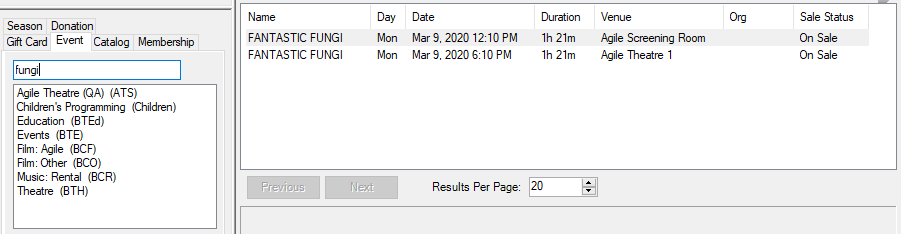 Season Donation
Gift Card Event Catalog Membership
fungi
Agile Theatre (QA) (ATS)
Children's Programming (Children)
Education (BTEd)
Events (BTE)
Film: Agile (BCF)
Film: Other (BCO)
Music: Rental (BCR)
Theatre (BTH)
Name Day Date Duration Venue Org Sale Status
FANTASTIC FUNGI Mon Mar 9, 2020 12:10 PM 1h 21m Agile Screening Room On Sale
FANTASTIC FUNGI Mon Mar 9, 2020 6:10 PM 1h 21m Agile Theatre 1 On Sale
Previous Next Results Per Page: 20